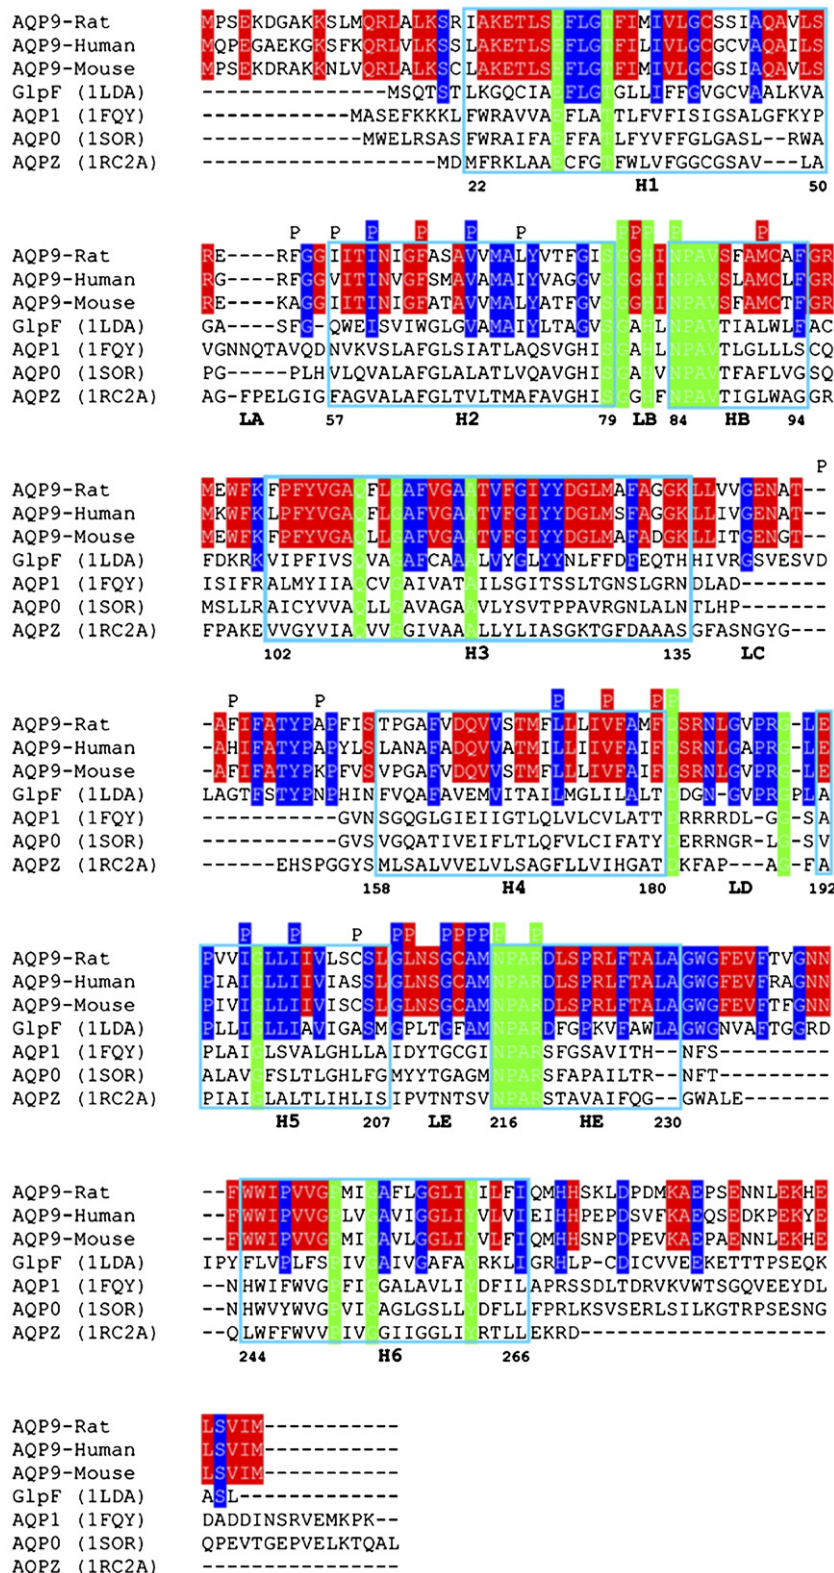 AQP9-Rat MPSEKDGAKKSLMQRLALKSRIAKETLSEFLGTFIMIVLGCSSIAQAVLS
AQP9-Human MQPEGAEKGKSFKQRLVLKSSLAKETLSEFLGTFILIVLGCGCVAQAILS
AQP9-Mouse MPSEKDRAKKNLVQRLALKSCLAKETLSEFLGTFIMIVLGCGSIAQAVLS
GlpF (1LDA) ---------------MSQTSTLKGQCIAEFLGTGLLIFFGVGCVAALKVA
AQP1 (1FQY) ------------MASEFKKKLFWRAVVAEFLATTLFVFISIGSALGFKYP
AQP0 (1SOR) -------------MWELRSASFWRAIFAEFFATLFYVFFGLGASL--RWA
AQPZ (1RC2A) -------------------MDMFRKLAAECFGTFWLVFGGCGSAV---LA
22 H1 50
P P P P P P PPP P P
AQP9-Rat RE----RFGGIITINIGFASAVVMALYVTFGISGGHINPAVSFAMCAFGR
AQP9-Human RG----RFGGVITINVGFSMAVAMAIYVAGGVSGGHINPAVSLAMCLFGR
AQP9-Mouse RE----KAGGIITINIGFATAVVMALYATFGVSGGHINPAVSFAMCTFGR
GlpF (1LDA) GA----SFG-QWEISVIWGLGVAMAIYLTAGVSGAHLNPAVTIALWLFAC
AQP1 (1FQY) VGNNQTAVQDNVKVSLAFGLSIATLAQSVGHISGAHLNPAVTLGLLLSCQ
AQP0 (1SOR) PG-----PLHVLQVALAFGLALATLVQAVGHISGAHVNPAVTFAFLVGSQ
AQPZ (1RC2A) AG-FPELGIGFAGVALAFGLTVLTMAFAVGHISGGHFNPAVTIGLWAGGR
LA 57 H2 79 LB 84 HB 94
P
AQP9-Rat MEWFKFPFYVGAQFLGAFVGAATVFGIYYDGLMAFAGGKLLVVGENAT--
AQP9-Human MKWFKLPFYVGAQFLGAFVGAATVFGIYYDGLMSFAGGKLLIVGENAT--
AQP9-Mouse MEWFKFPFYVGAQLLGAFVGAATVFGIYYDGLMAFADGKLLITGENGT--
GlpF (1LDA) FDKRKVIPFIVSQVAGAFCAAALVYGLYYNLFFDFEQTHHIVRGSVESVD
AQP1 (1FQY) ISIFRALMYIIAQCVGAIVATAILSGITSSLTGNSLGRNDLAD-------
AQP0 (1SOR) MSLLRAICYVVAQLLGAVAGAAVLYSVTPPAVRGNLALNTLHP-------
AQPZ (1RC2A) FPAKEVVGYVIAQVVGGIVAAALLYLIASGKTGFDAAASGFASNGYG---
102 H3 135 LC
P P P P P P
AQP9-Rat -AFIFATYPAPFISTPGAFVDQVVSTMFLLLIVFAMFDSRNLGVPRG-LE
AQP9-Human -AHIFATYPAPYLSLANAFADQVVATMILLIIVFAIFDSRNLGAPRG-LE
AQP9-Mouse -AFIFATYPKPFVSVPGAFVDQVVSTMFLLLIVFAIFDSRNLGVPRG-LE
GlpF (1LDA) LAGTFSTYPNPHINFVQAFAVEMVITAILMGLILALTDDGN-GVPRGPLA
AQP1 (1FQY) -----------GVNSGQGLGIEIIGTLQLVLCVLATTDRRRRDL-G--SA
AQP0 (1SOR) -----------GVSVGQATIVEIFLTLQFVLCIFATYDERRNGR-LG-SV
AQPZ (1RC2A) ------EHSPGGYSMLSALVVELVLSAGFLLVIHGATDKFAP--AG-FA
158 H4 180 LD 192
P P P PP PPPPP P
AQP9-Rat PVVIGLLIIVLSCSLGLNSGCAMNPARDLSPRLFTALAGWGFEVFTVGNN
AQP9-Human PIAIGLLIIVIASSLGLNSGCAMNPARDLSPRLFTALAGWGFEVFRAGNN
AQP9-Mouse PIVIGLLIIVISCSLGLNSGCAMNPARDLSPRLFTALAGWGFEVFTFGNN
GlpF (1LDA) PLLIGLLIAVIGASMGPLTGFAMNPARDFGPKVFAWLAGWGNVAFTGGRD
AQP1 (1FQY) PLAIGLSVALGHLLAIDYTGCGINPARSFGSAVITH--NFS---------
AQP0 (1SOR) ALAVGFSLTLGHLFGMYYTGAGMNPARSFAPAILTR--NFT---------
AQPZ (1RC2A) PIAIGLALTLIHLISIPVTNTSVNPARSTAVAIFQG--GWALE-------
H5 207 LE 216 HE 230
AQP9-Rat --FWWIPVVGPMIGAFLGGLIYILFIQMHHSKLDPDMKAEPSENNLEKHE
AQP9-Human --FWWIPVVGPLVGAVIGGLIYVLVIEIHHPEPDSVFKAEQSEDKPEKYE
AQP9-Mouse --FWWIPVVGPMIGAVLGGLIYVLFIQMHHSNPDPEVKAEPAENNLEKHE
GlpF (1LDA) IPYFLVPLFSPIVGAIVGAFAYRKLIGRHLP-CDICVVEEKETTTPSEQK
AQP1 (1FQY) --NHWIFWVGPFIGGALAVLIYDFILAPRSSDLTDRVKVWTSGQVEEYDL
AQP0 (1SOR) --NHWVYWVGPVIGAGLGSLLYDFLLFPRLKSVSERLSILKGTRPSESNG
AQPZ (1RC2A) --QLWFFWVVPIVGGIIGGLIYRTLLEKRD--------------------
244 H6 266
AQP9-Rat LSVIM-----------
AQP9-Human LSVIM-----------
AQP9-Mouse LSVIM-----------
GlpF (1LDA) ASL-------------
AQP1 (1FQY) DADDINSRVEMKPK--
AQP0 (1SOR) QPEVTGEPVELKTQAL
AQPZ (1RC2A) ----------------